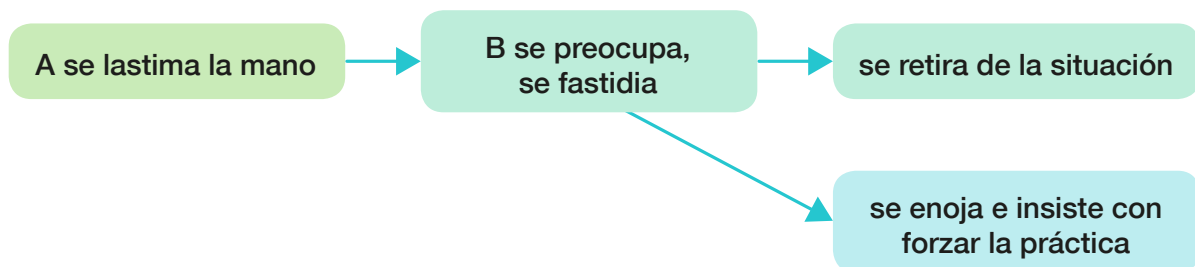 A se lastima la mano
B se preocupa,
se fastidia
se retira de la situación
se enoja e insiste con
forzar la práctica